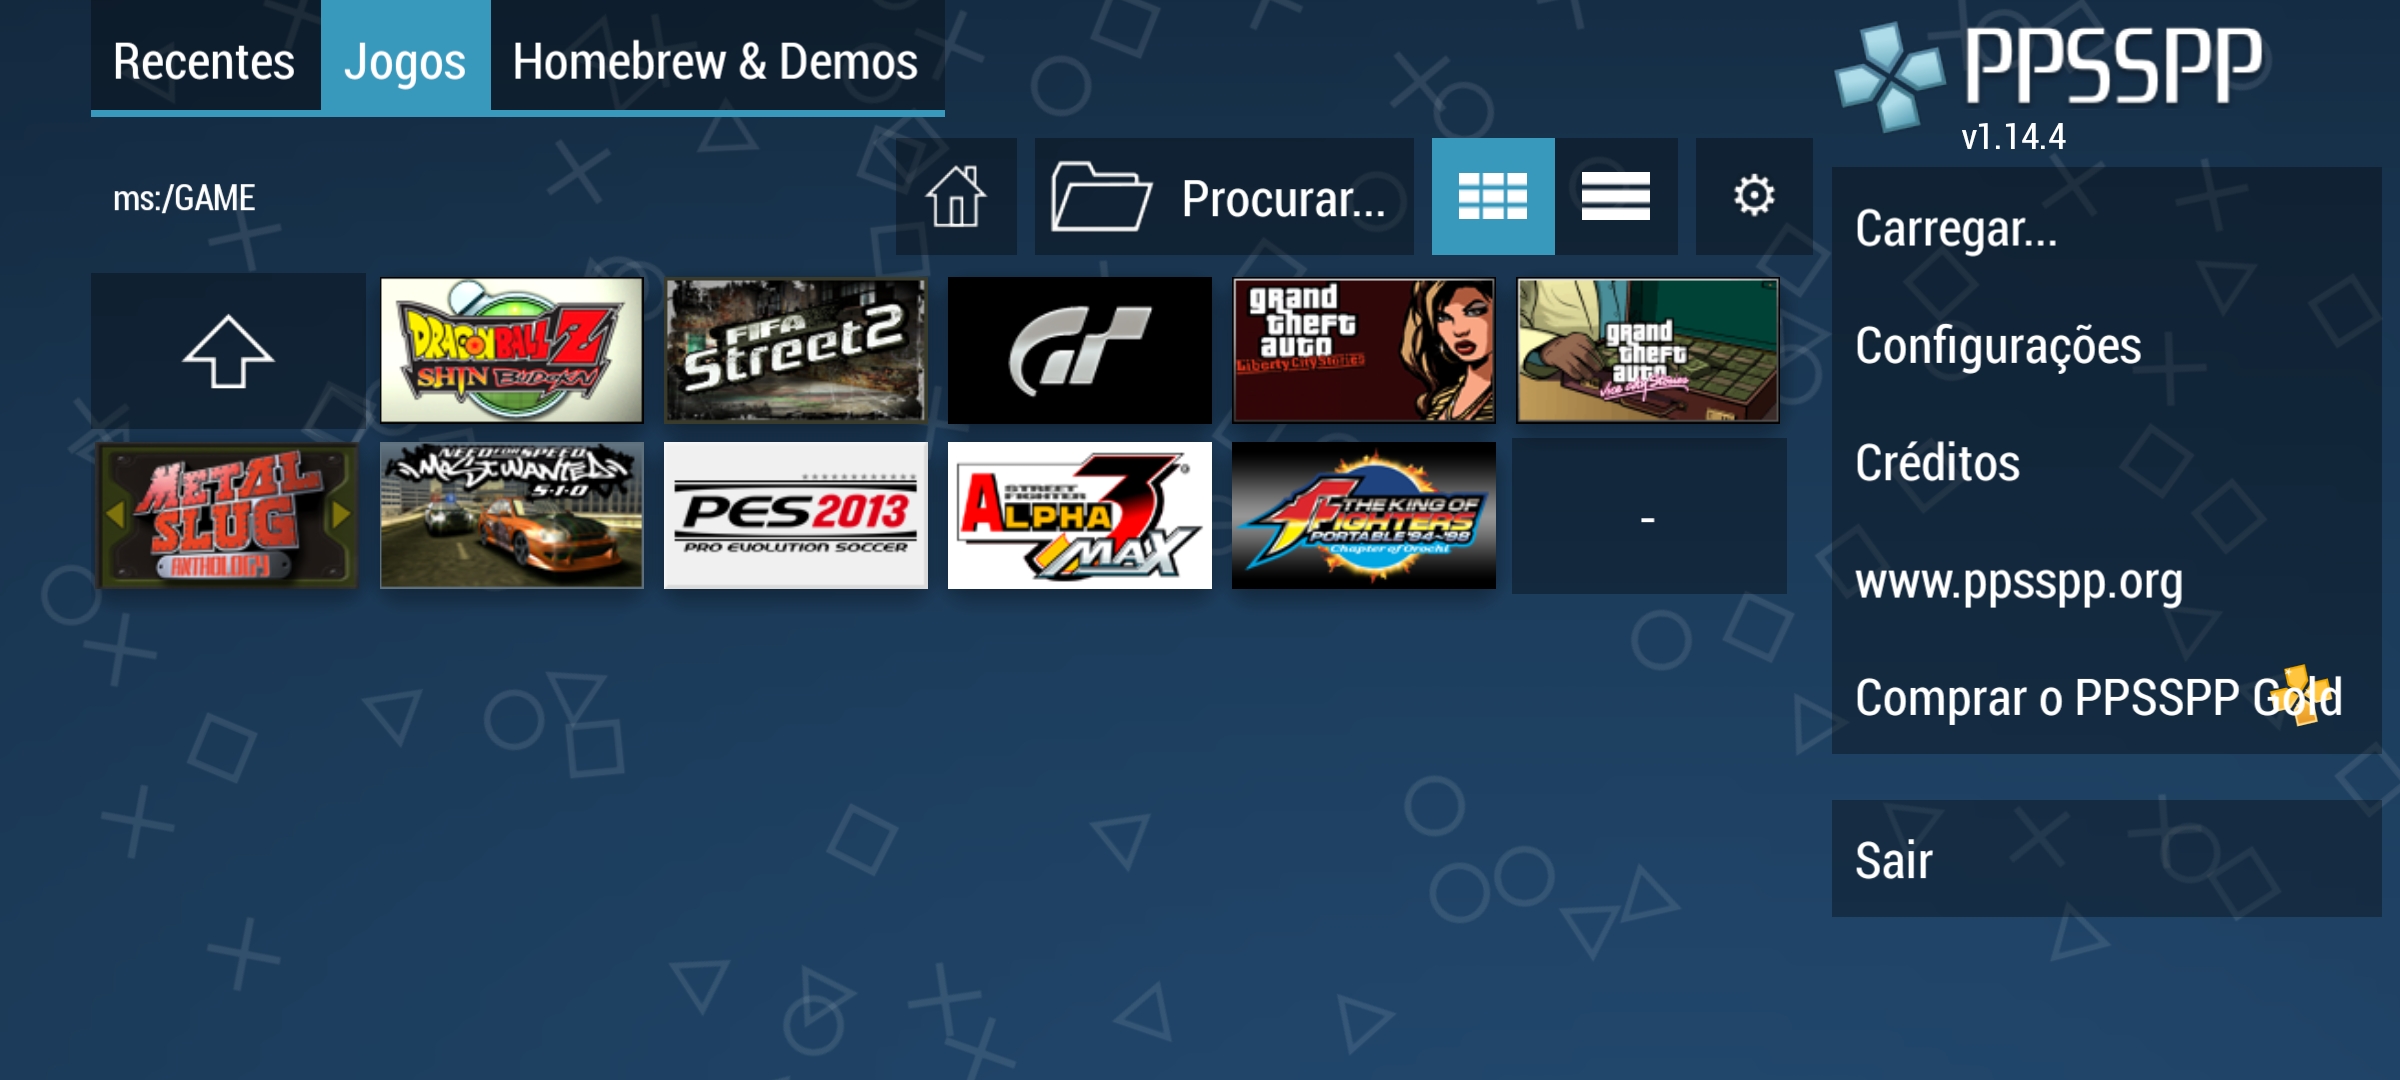 Recentes
Jogos
Homebrew & Demos
PPSSPP
v1.14.4
ms:/GAME
Procurar...
DRAGON BALL Z
SHIN BUDOKAI
FIFA
Street 2
GT
grand
theft
auto
Liberty City Stories
grand
theft
auto
Vice City Stories
METAL
SLUG
ANTHOLOGY
NEED FOR SPEED
MOST WANTED
5-1-0
PES2013
PRO EVOLUTION SOCCER
STREET
FIGHTER
ALPHA 3
MAX
THE KING OF
FIGHTERS
PORTABLE '94~'98
Chapter of Orochi
-
Carregar...
Configurações
Créditos
www.ppsspp.org
Comprar o PPSSPP Gold
Sair